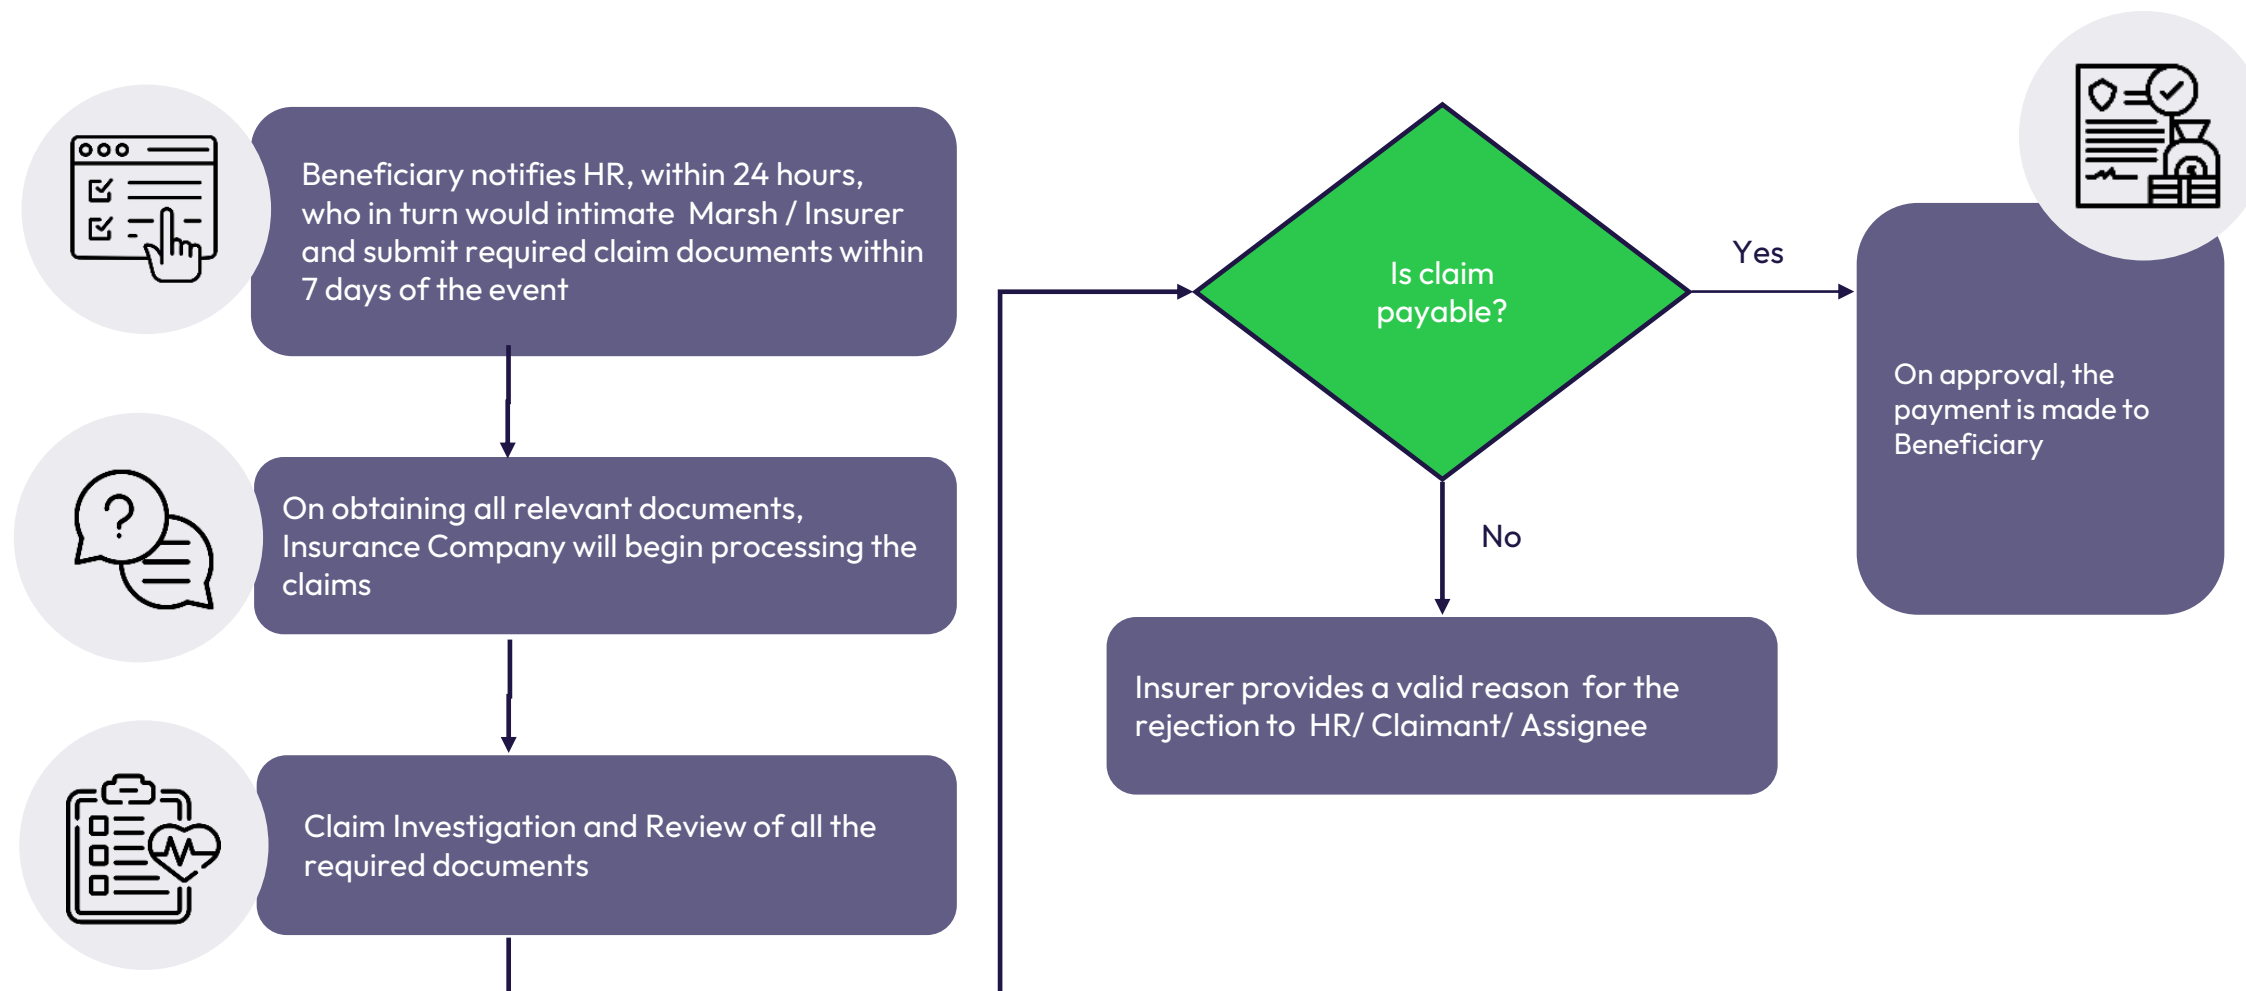 Beneficiary notifies HR, within 24 hours,
who in turn would intimate  Marsh / Insurer
and submit required claim documents within
7 days of the event
On obtaining all relevant documents,
Insurance Company will begin processing the
claims
Claim Investigation and Review of all the
required documents
Is claim
payable?
Yes
No
On approval, the
payment is made to
Beneficiary
Insurer provides a valid reason  for the
rejection to  HR/ Claimant/ Assignee